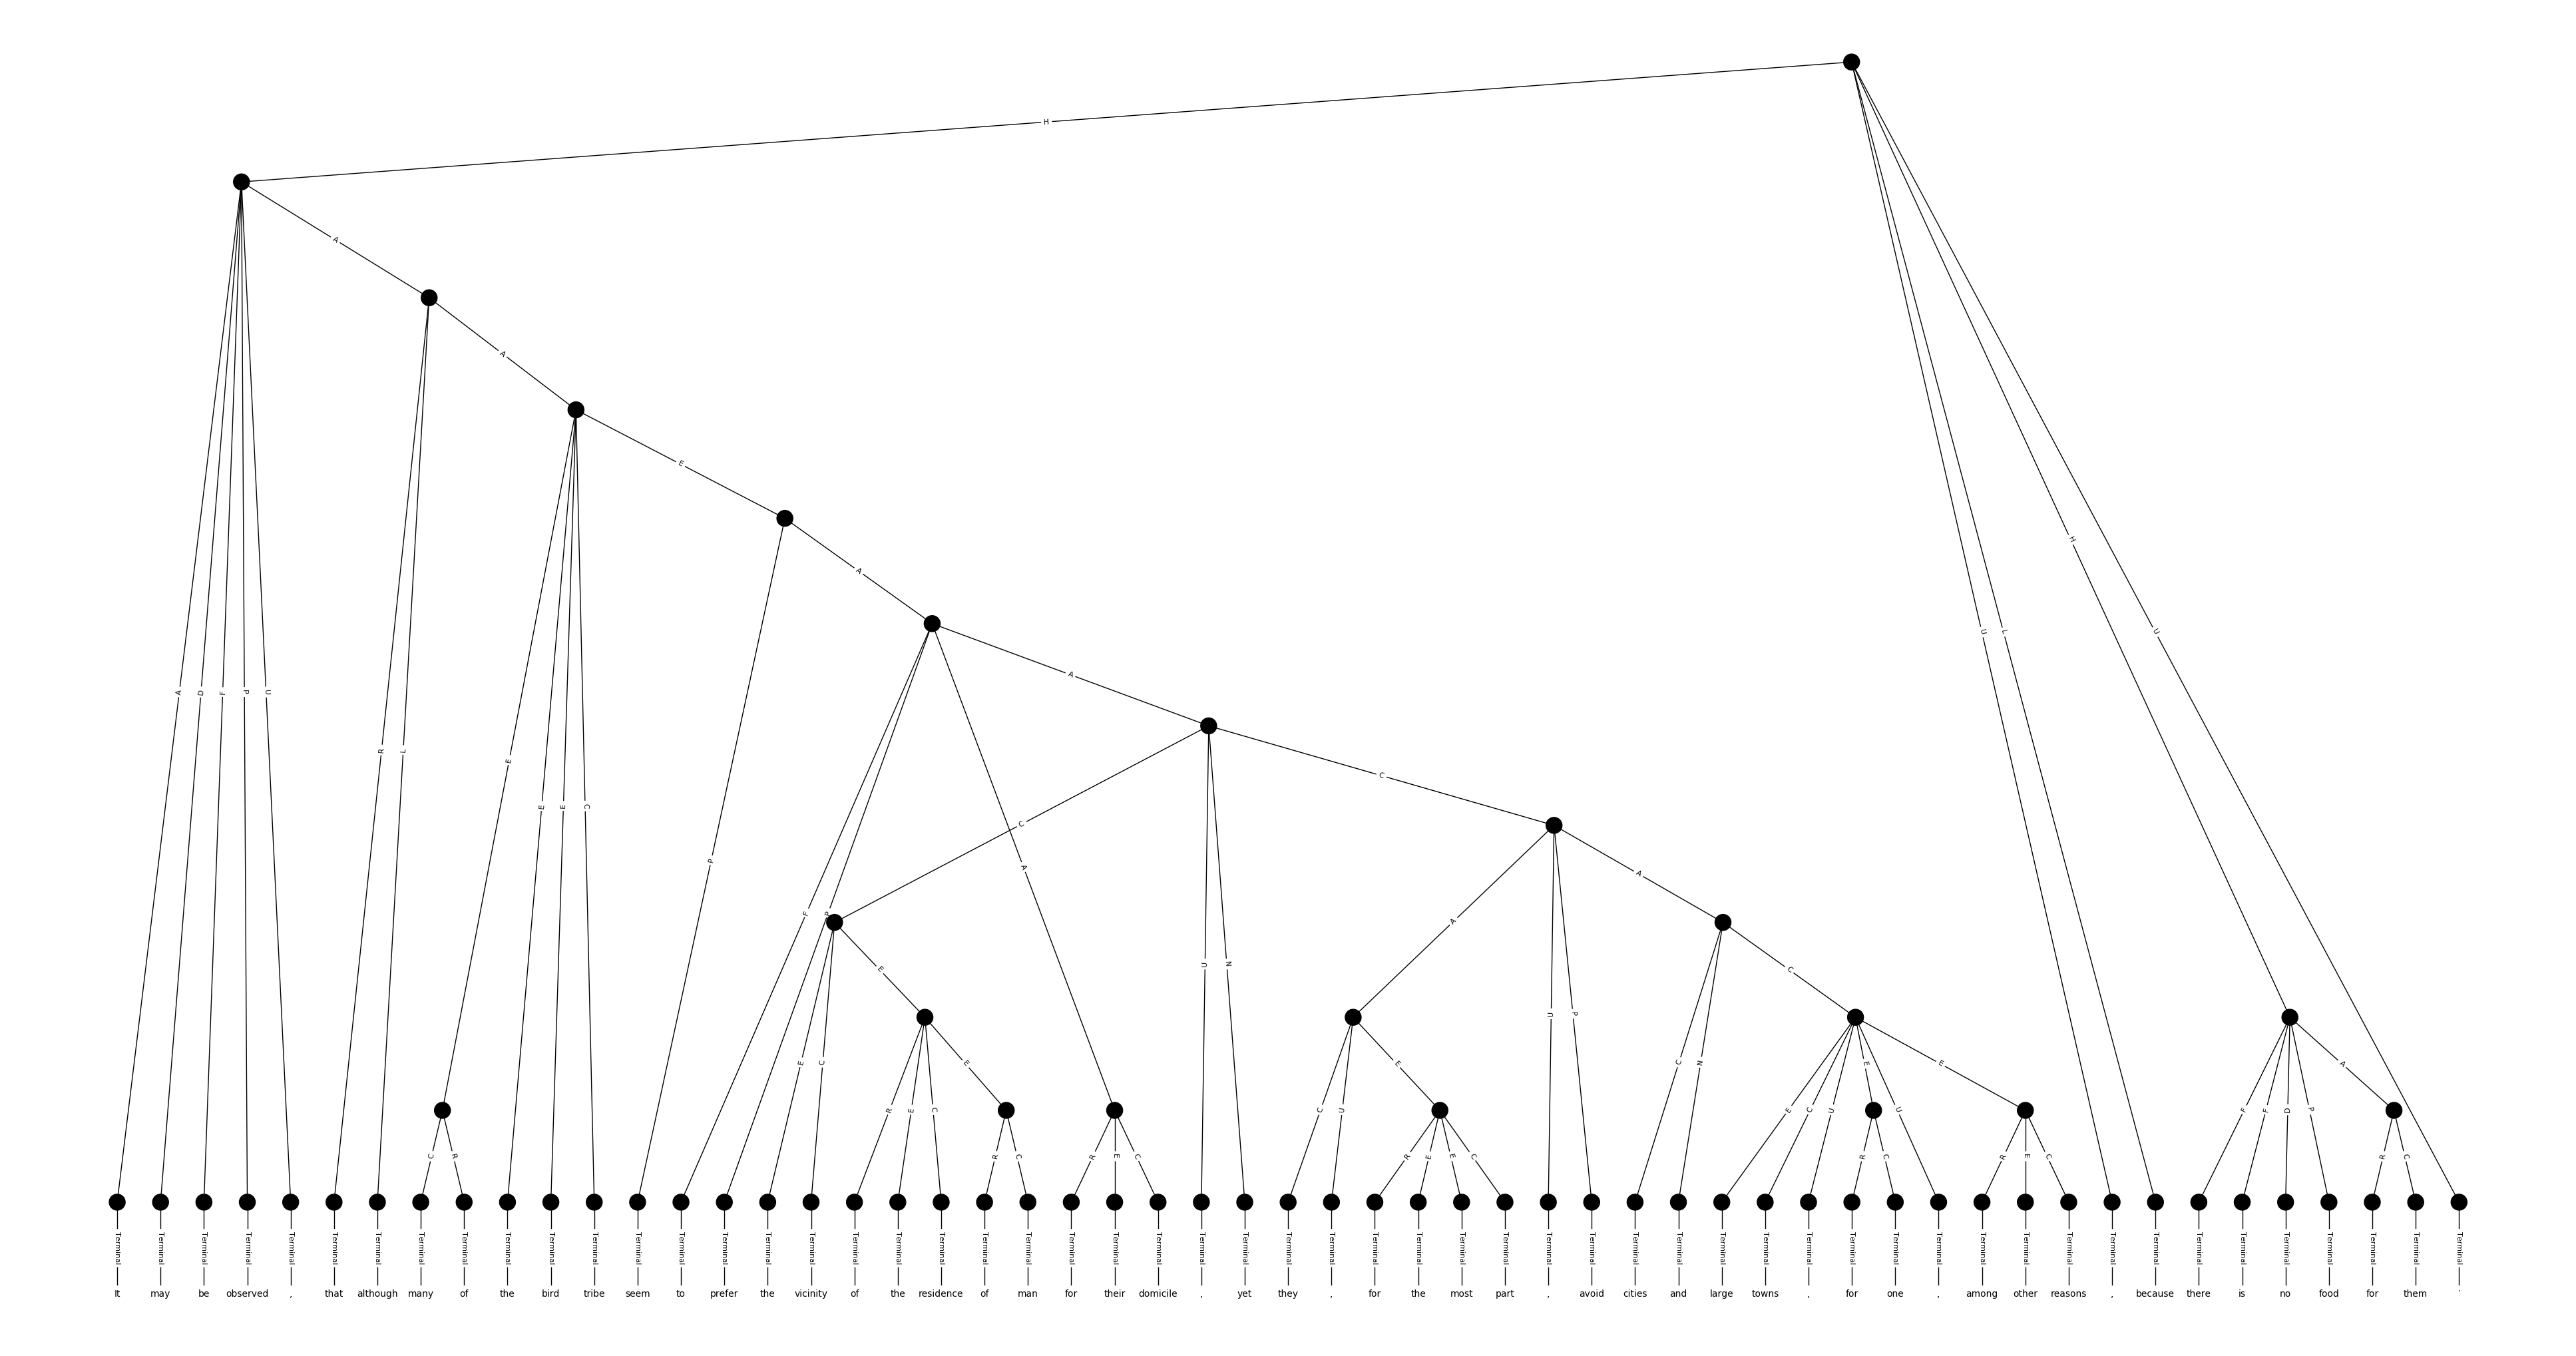 H
A
A
E
A
A
A D F P U
R L
E E E C
P
F P
C
A
C
U N
A
U P
A
E
E C
R E C
E
R C
R E C
C U
E
R E E C
C N
C
E C U E U
E
R C
R E C
C R
U L H U
F F D P A
R C
Terminal Terminal Terminal Terminal Terminal Terminal Terminal Terminal Terminal Terminal Terminal Terminal Terminal Terminal Terminal Terminal Terminal Terminal Terminal Terminal Terminal Terminal Terminal Terminal Terminal Terminal Terminal Terminal Terminal Terminal Terminal Terminal Terminal Terminal Terminal Terminal Terminal Terminal Terminal Terminal Terminal Terminal Terminal Terminal Terminal Terminal Terminal Terminal Terminal Terminal Terminal Terminal Terminal Terminal Terminal
It may be observed , that although many of the bird tribe seem to prefer the vicinity of the residence of man for their domicile , yet they , for the most part , avoid cities and large towns , for one , among other reasons , because there is no food for them .